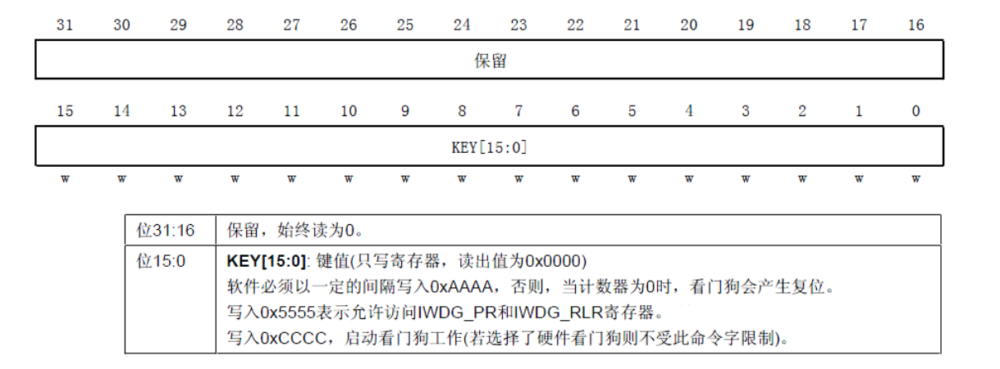 31 30 29 28 27 26 25 24 23 22 21 20 19 18 17 16
保留
15 14 13 12 11 10 9 8 7 6 5 4 3 2 1 0
KEY[15:0]
w w w w w w w w w w w w w w w w
位31:16 保留，始终读为0。
位15:0 KEY[15:0]: 键值(只写寄存器，读出值为0x0000)
软件必须以一定的间隔写入0xAAAA，否则，当计数器为0时，看门狗会产生复位。
写入0x5555表示允许访问IWDG_PR和IWDG_RLR寄存器。
写入0xCCCC，启动看门狗工作(若选择了硬件看门狗则不受此命令字限制)。